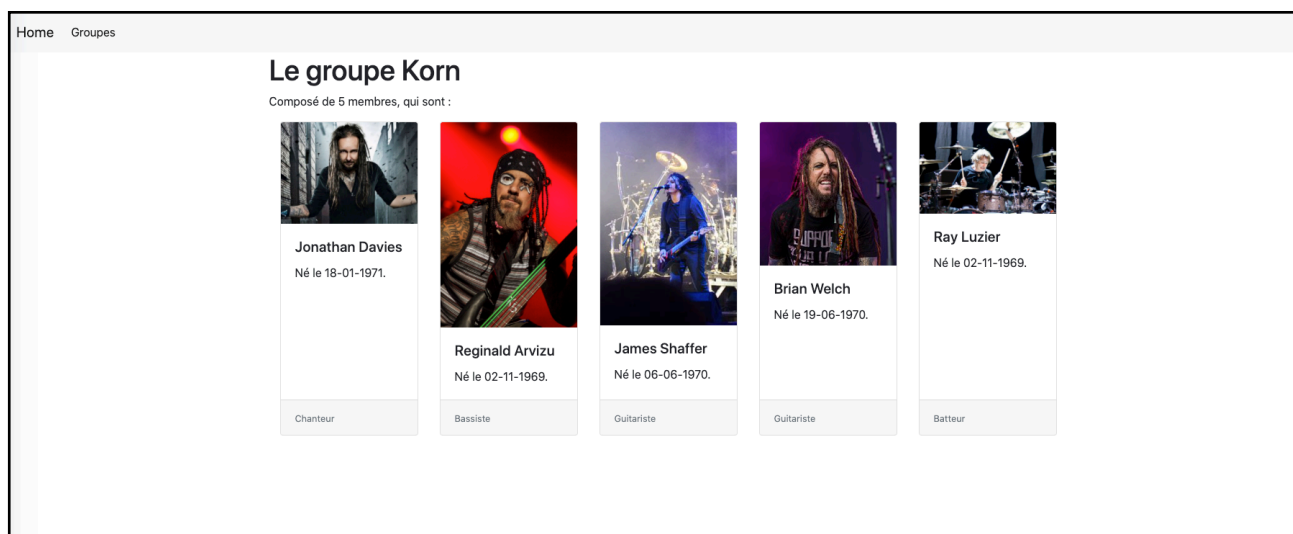 Home Groupes
Le groupe Korn
Composé de 5 membres, qui sont :
Jonathan Davies
Né le 18-01-1971.
Chanteur
Reginald Arvizu
Né le 02-11-1969.
Bassiste
James Shaffer
Né le 06-06-1970.
Guitariste
Brian Welch
Né le 19-06-1970.
Guitariste
Ray Luzier
Né le 02-11-1969.
Batteur